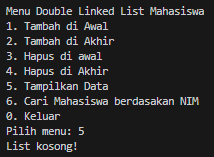 Menu Double Linked List Mahasiswa
1. Tambah di Awal
2. Tambah di Akhir
3. Hapus di awal
4. Hapus di Akhir
5. Tampilkan Data
6. Cari Mahasiswa berdasakan NIM
0. Keluar
Pilih menu: 5
List kosong!